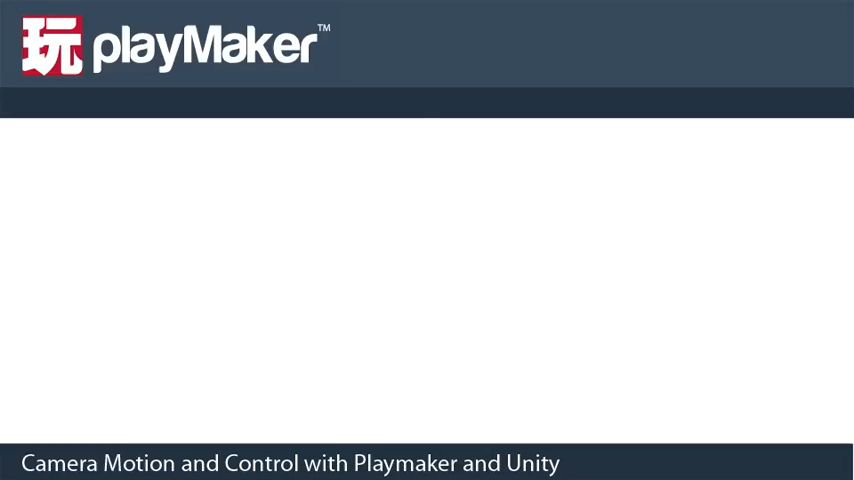 玩 playMaker™
Camera Motion and Control with Playmaker and Unity